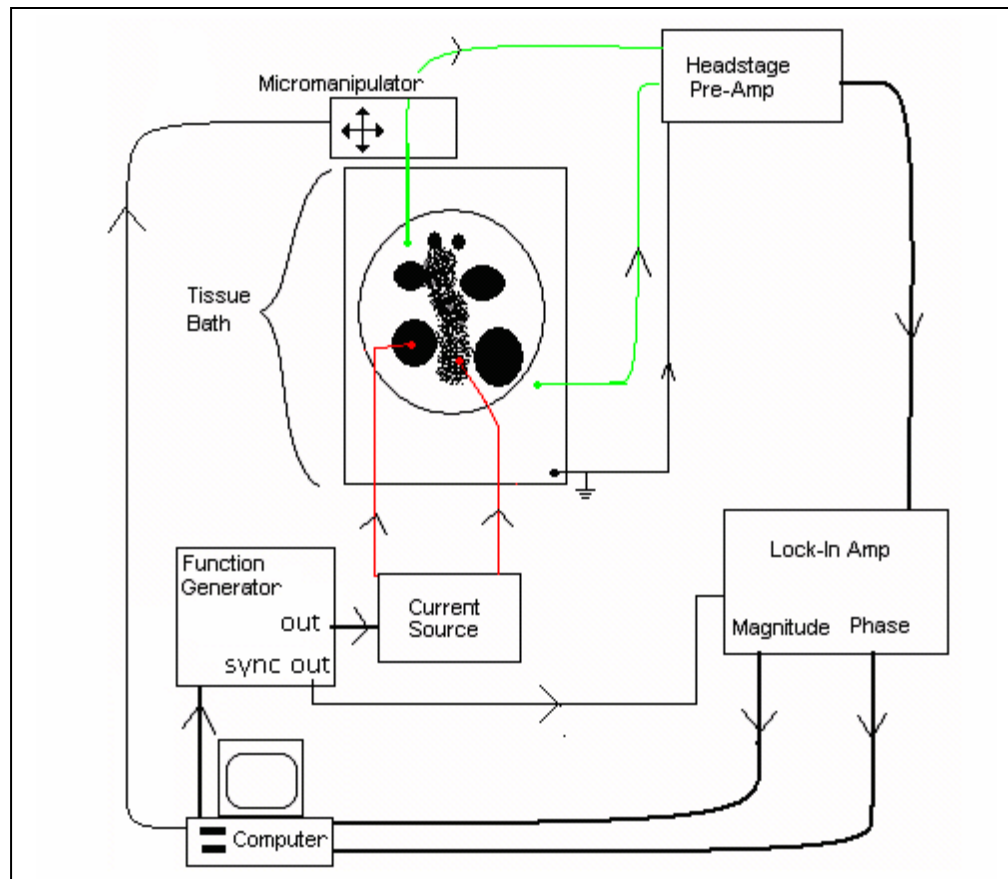 Headstage
Pre-Amp
Micromanipulator
Tissue
Bath
Function
Generator
out
sync out
Current
Source
Lock-In Amp
Magnitude Phase
Computer